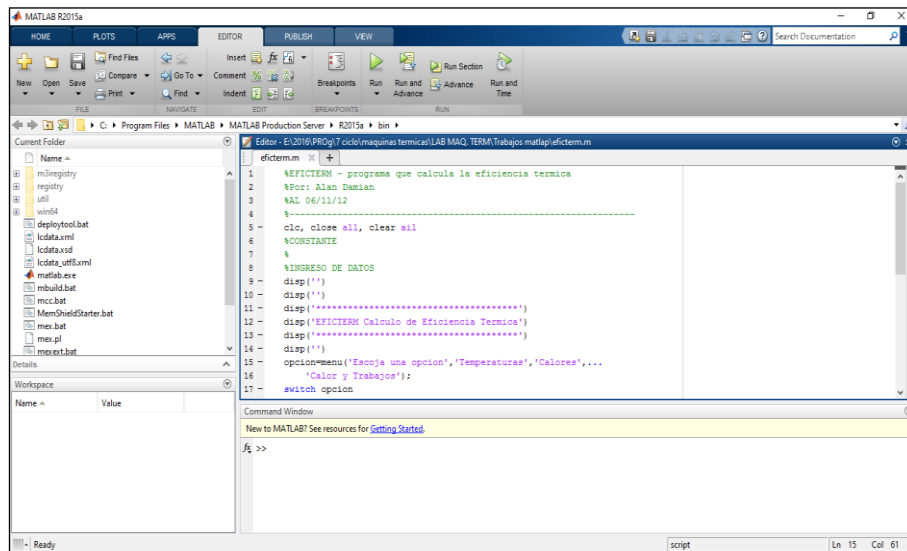 MATLAB R2015a
HOME PLOTS APPS EDITOR PUBLISH VIEW
Search Documentation
New Open Save
Find Files
Compare
Print
Go To
Find
Insert fx
Comment
Indent
Breakpoints
Run
Run and Advance
Run Section
Advance
Run and Time
FILE NAVIGATE EDIT BREAKPOINTS RUN
C: Program Files MATLAB MATLAB Production Server R2015a bin
Current Folder
Name
m3iregistry
registry
util
win64
deploytool.bat
lcdata.xml
lcdata.xsd
lcdata_utf8.xml
matlab.exe
mbuild.bat
mcc.bat
MemShieldStarter.bat
mex.bat
mex.pl
mexext.bat
Details
Workspace
Name Value
Editor - E:\2016\PROg\7 ciclo\maquinas termicas\LAB MAQ. TERM\Trabajos matlap\eficterm.m
eficterm.m
1 %EFICTERM - programa que calcula la eficiencia termica
2 %Por: Alan Damian
3 %AL 06/11/12
4 %-----------------------------------------------------------------
5 - clc, close all, clear all
6 %CONSTANTE
7 %
8 %INGRESO DE DATOS
9 - disp('')
10 - disp('')
11 - disp('**************************************')
12 - disp('EFICTERM Calculo de Eficiencia Termica')
13 - disp('**************************************')
14 - disp('')
15 - opcion=menu('Escoja una opcion','Temperaturas','Calores',...
16 'Calor y Trabajos');
17 - switch opcion
Command Window
New to MATLAB? See resources for Getting Started.
fx >>
Ready
script Ln 15 Col 61